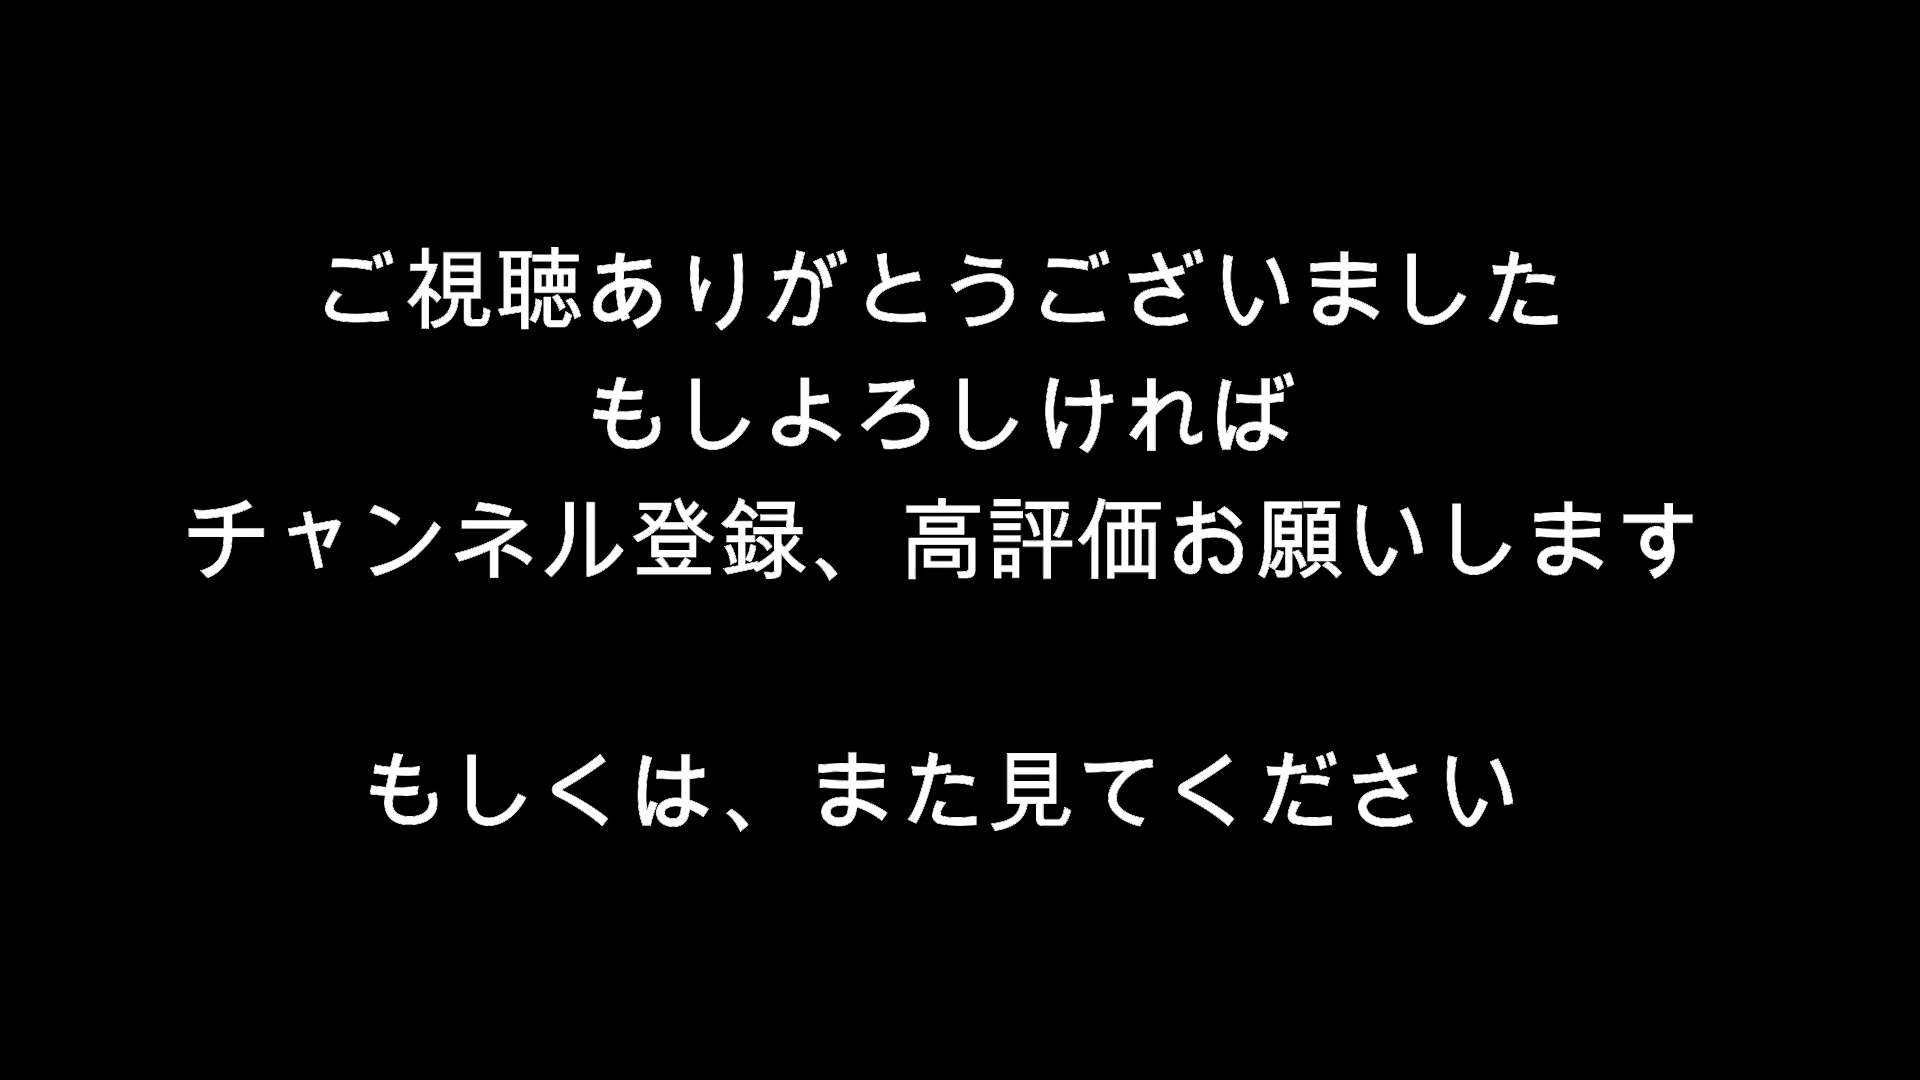 ご視聴ありがとうございました
もしよろしければ
チャンネル登録、高評価お願いします
もしくは、また見てください